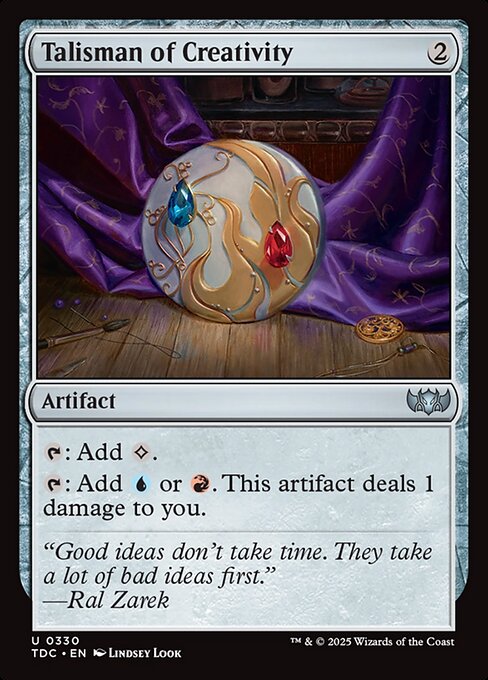 Talisman of Creativity 2
Artifact
: Add .
: Add or . This artifact deals 1
damage to you.
“Good ideas don’t take time. They take
a lot of bad ideas first.”
—Ral Zarek
U 0330
TDC • EN Lindsey Look
™ & © 2025 Wizards of the Coast